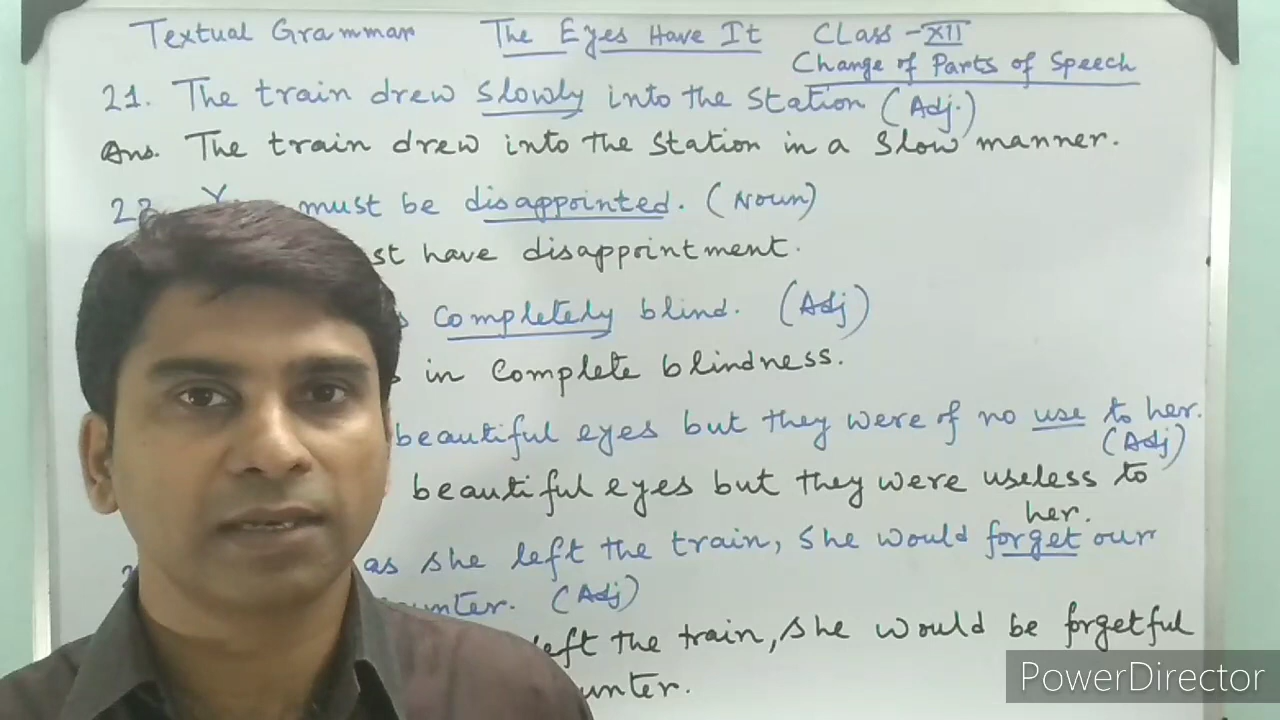 Textual Grammar The Eyes Have It CLass - XII
Change of Parts of Speech
21. The train drew slowly into the Station (Adj.)
Ans. The train drew into the Station in a Slow manner.
22. must be disappointed. (Noun)
st have disappointment.
completely blind. (Adj)
in Complete blindness.
beautiful eyes but they were of no use to her.
(Adj)
beautiful eyes but they were useless to
her.
as she left the train, She would forget our
unter. (Adj)
eft the train, she would be forgetful
unter.
PowerDirector